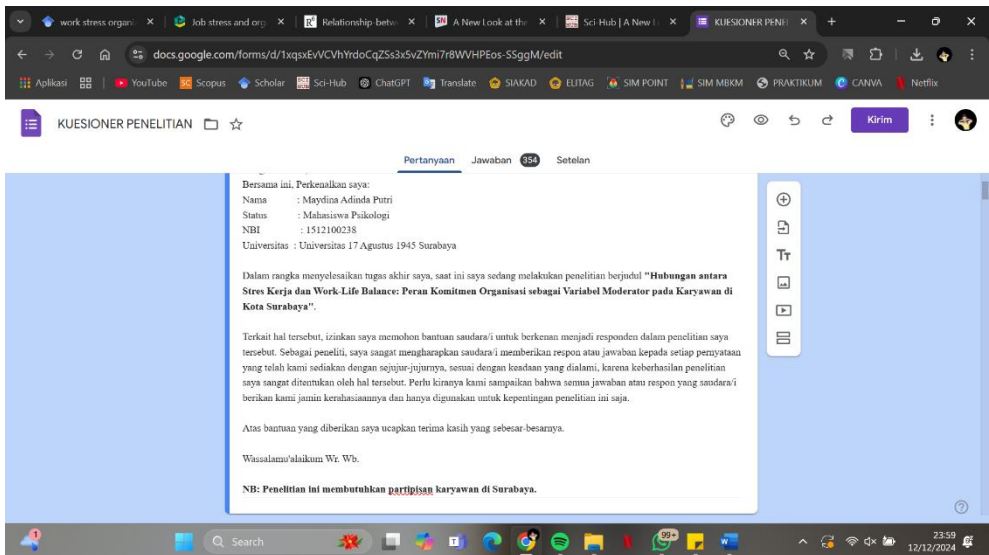 work stress organi
Job stress and org
Relationship-betw
A New Look at the
Sci-Hub | A New L
KUESIONER PENEL
docs.google.com/forms/d/1xqsxEvVCVhYrdoCqZSs3x5vZYmi7r8WVHPEos-SSggM/edit
Aplikasi
YouTube
Scopus
Scholar
Sci-Hub
ChatGPT
Translate
SIAKAD
ELITAG
SIM POINT
SIM MBKM
PRAKTIKUM
CANVA
Netflix
KUESIONER PENELITIAN
Kirim
Pertanyaan Jawaban 354 Setelan
Bersama ini, Perkenalkan saya:
Nama : Maydina Adinda Putri
Status : Mahasiswa Psikologi
NBI : 1512100238
Universitas : Universitas 17 Agustus 1945 Surabaya
Dalam rangka menyelesaikan tugas akhir saya, saat ini saya sedang melakukan penelitian berjudul "Hubungan antara
Stres Kerja dan Work-Life Balance: Peran Komitmen Organisasi sebagai Variabel Moderator pada Karyawan di
Kota Surabaya".
Terkait hal tersebut, izinkan saya memohon bantuan saudara/i untuk berkenan menjadi responden dalam penelitian saya
tersebut. Sebagai peneliti, saya sangat mengharapkan saudara/i memberikan respon atau jawaban kepada setiap pernyataan
yang telah kami sediakan dengan sejujur-jujurnya, sesuai dengan keadaan yang dialami, karena keberhasilan penelitian
saya sangat ditentukan oleh hal tersebut. Perlu kiranya kami sampaikan bahwa semua jawaban atau respon yang saudara/i
berikan kami jamin kerahasiaannya dan hanya digunakan untuk kepentingan penelitian ini saja.
Atas bantuan yang diberikan saya ucapkan terima kasih yang sebesar-besarnya.
Wassalamu'alaikum Wr. Wb.
NB: Penelitian ini membutuhkan partipisan karyawan di Surabaya.
Search
99+
23:59
12/12/2024